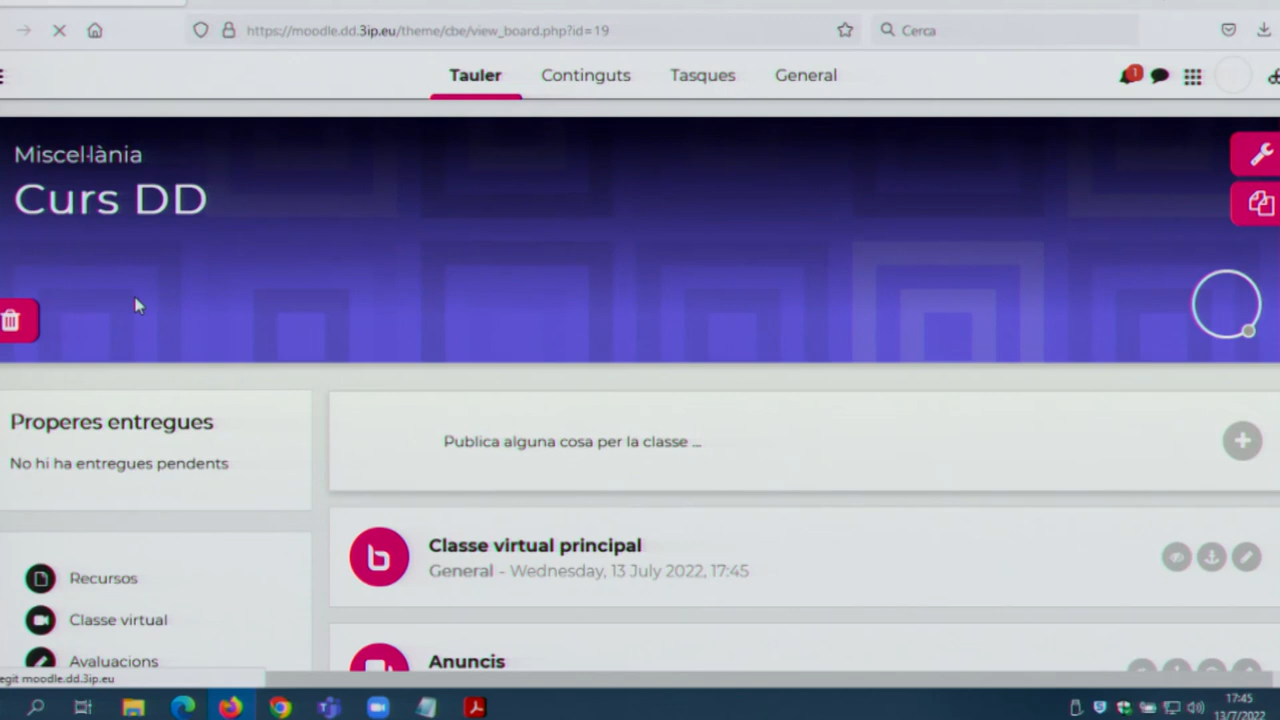 https://moodle.dd.3ip.eu/theme/cbe/view_board.php?id=19
Cerca
Tauler
Continguts
Tasques
General
1
Miscel·lània
Curs DD
Properes entregues
No hi ha entregues pendents
Publica alguna cosa per la classe ...
Classe virtual principal
General - Wednesday, 13 July 2022, 17:45
Recursos
Classe virtual
Avaluacions
Anuncis
egit moodle.dd.3ip.eu
17:45
13/7/2022